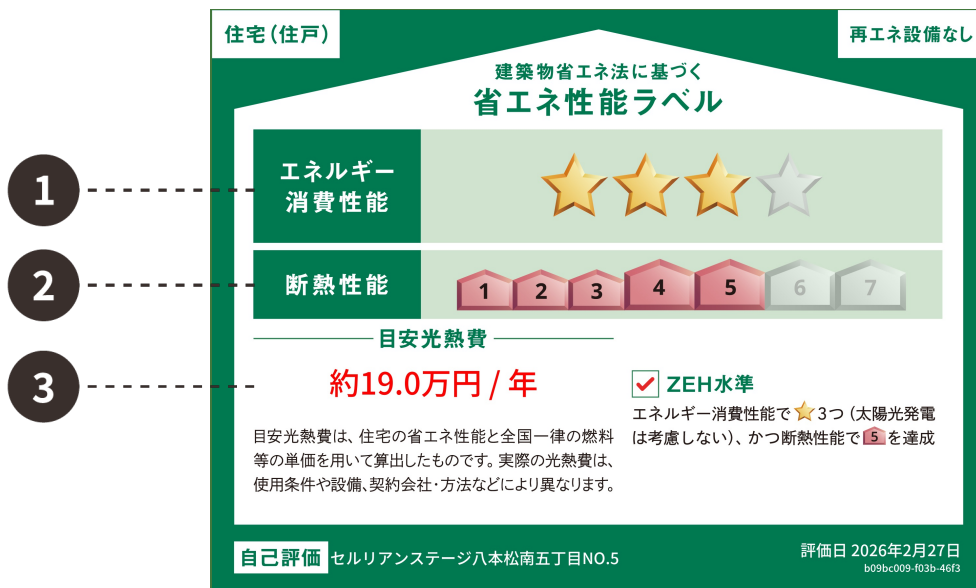 住宅（住戸）
再エネ設備なし
建築物省エネ法に基づく
省エネ性能ラベル
1
エネルギー
消費性能
2
断熱性能
1 2 3 4 5 6 7
目安光熱費
3
約19.0万円 / 年
目安光熱費は、住宅の省エネ性能と全国一律の燃料
等の単価を用いて算出したものです。実際の光熱費は、
使用条件や設備、契約会社・方法などにより異なります。
ZEH水準
エネルギー消費性能で 3つ（太陽光発電
は考慮しない）、かつ断熱性能で 5 を達成
自己評価 セルリアンステージ八本松南五丁目NO.5
評価日 2026年2月27日
b09bc009-f03b-46f3